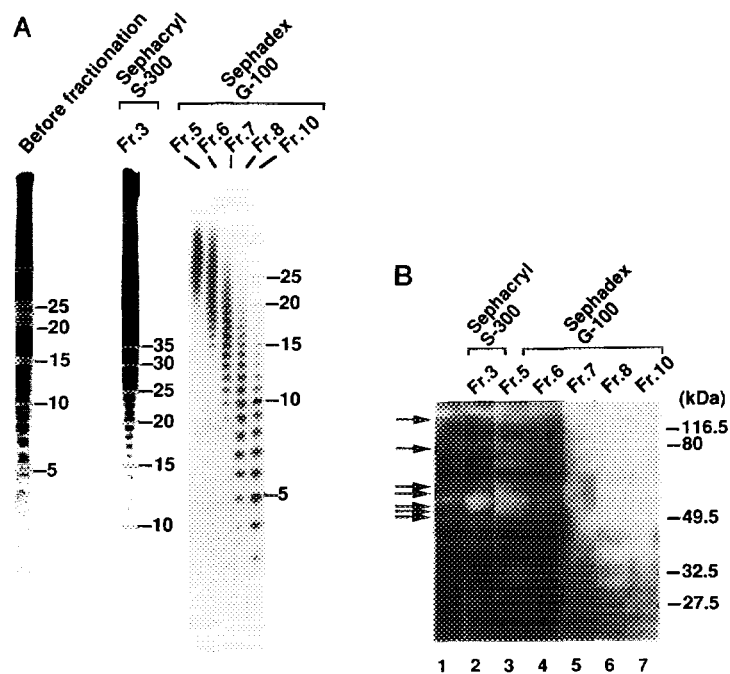 A
Before fractionation
Sephacryl
S-300
Sephadex
G-100
Fr.3
Fr.5
Fr.6
Fr.7
Fr.8
Fr.10
–25
–20
–15
–10
–5
–35
–30
–25
–20
–15
–10
–25
–20
–15
–10
–5
B
Sephacryl
S-300
Sephadex
G-100
Fr.3
Fr.5
Fr.6
Fr.7
Fr.8
Fr.10
(kDa)
–116.5
–80
–49.5
–32.5
–27.5
1 2 3 4 5 6 7